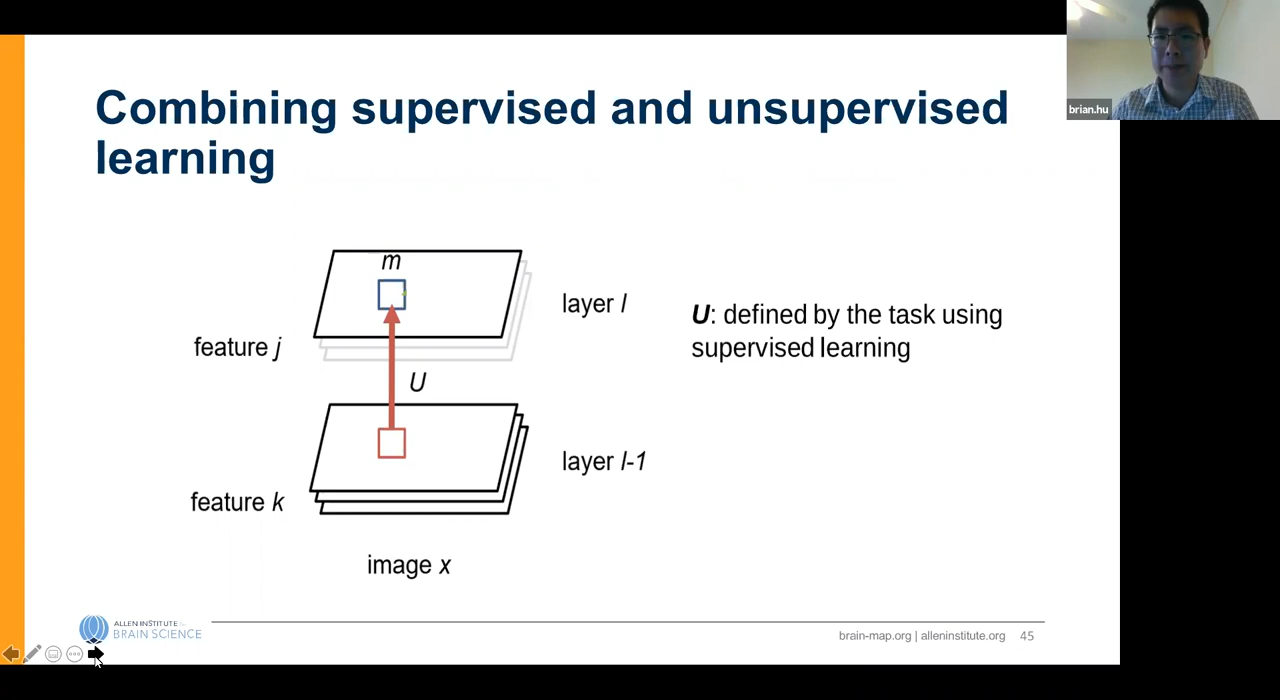 brian.hu
Combining supervised and unsupervised
learning
m
layer l
U: defined by the task using
supervised learning
feature j
U
layer l-1
feature k
image x
ALLEN INSTITUTE for
BRAIN SCIENCE
brain-map.org | alleninstitute.org 45